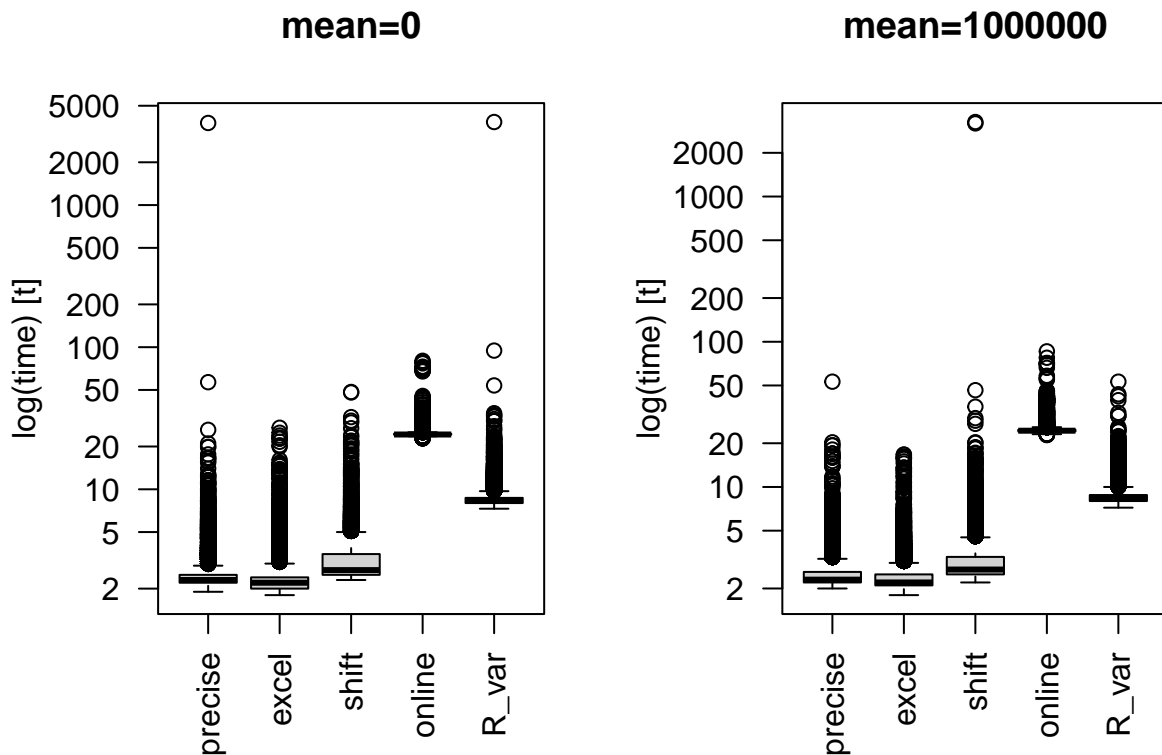 mean=0
log(time) [t]
5000
2000
1000
500
200
100
50
20
10
5
2
precise
excel
shift
online
R_var
mean=1000000
log(time) [t]
2000
1000
500
200
100
50
20
10
5
2
precise
excel
shift
online
R_var